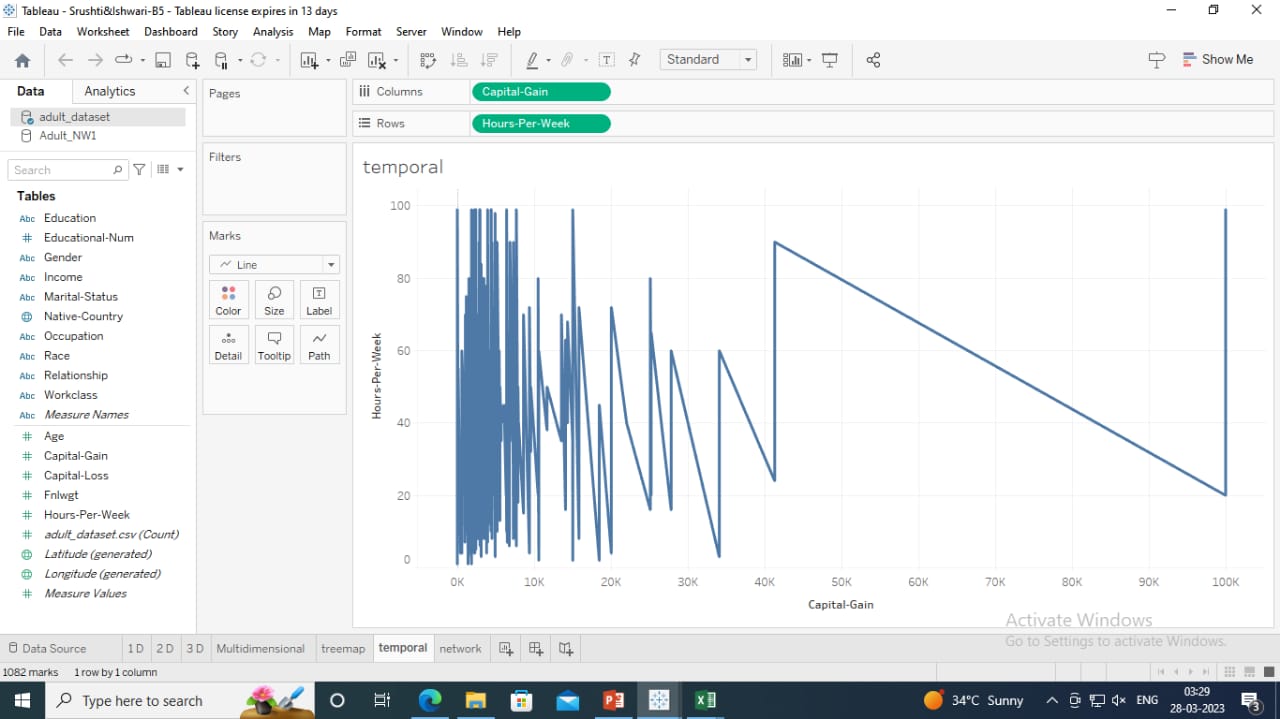 Tableau - Srushti&Ishwari-B5 - Tableau license expires in 13 days
File Data Worksheet Dashboard Story Analysis Map Format Server Window Help
Standard
Show Me
Data Analytics
adult_dataset
Adult_NW1
Search
Tables
Abc Education
Educational-Num
Abc Gender
Abc Income
Abc Marital-Status
Native-Country
Abc Occupation
Abc Race
Abc Relationship
Abc Workclass
Abc Measure Names
Age
Capital-Gain
Capital-Loss
Fnlwgt
Hours-Per-Week
adult_dataset.csv (Count)
Latitude (generated)
Longitude (generated)
Measure Values
Pages
Filters
Marks
Line
Color Size Label
Detail Tooltip Path
Columns Capital-Gain
Rows Hours-Per-Week
temporal
100
80
60
40
20
0
Hours-Per-Week
0K 10K 20K 30K 40K 50K 60K 70K 80K 90K 100K
Capital-Gain
Activate Windows
Go to Settings to activate Windows.
Data Source 1 D 2 D 3 D Multidimensional treemap temporal network
1082 marks 1 row by 1 column
Type here to search
34°C Sunny
ENG
03:29
28-03-2023
3